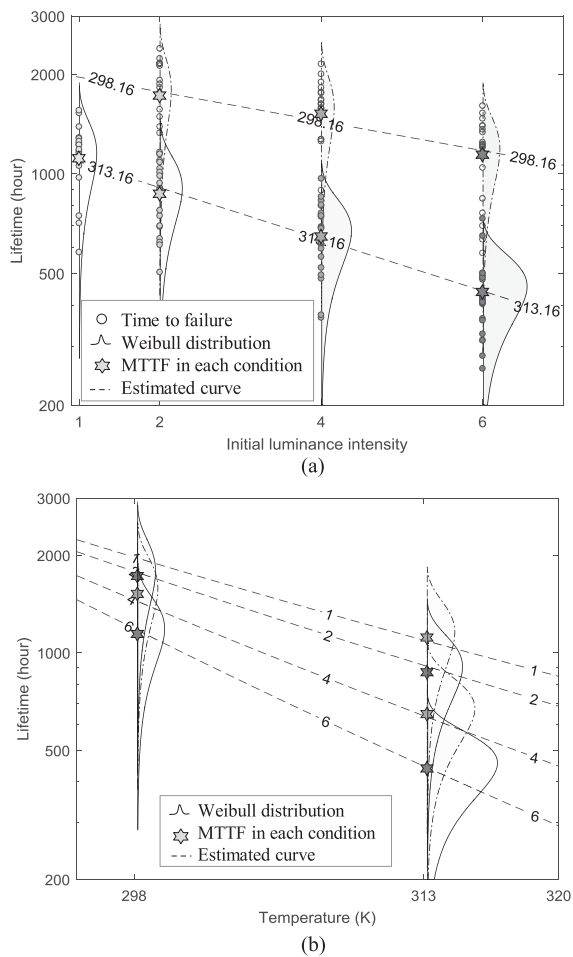 3000
2000
1000
500
200
Lifetime (hour)
298.16
298.16
298.16
313.16
313.16
313.16
Time to failure
Weibull distribution
MTTF in each condition
Estimated curve
1
2
4
6
Initial luminance intensity
(a)
3000
2000
1000
500
200
Lifetime (hour)
6
1
1
2
2
4
4
6
6
Weibull distribution
MTTF in each condition
Estimated curve
298
313
320
Temperature (K)
(b)